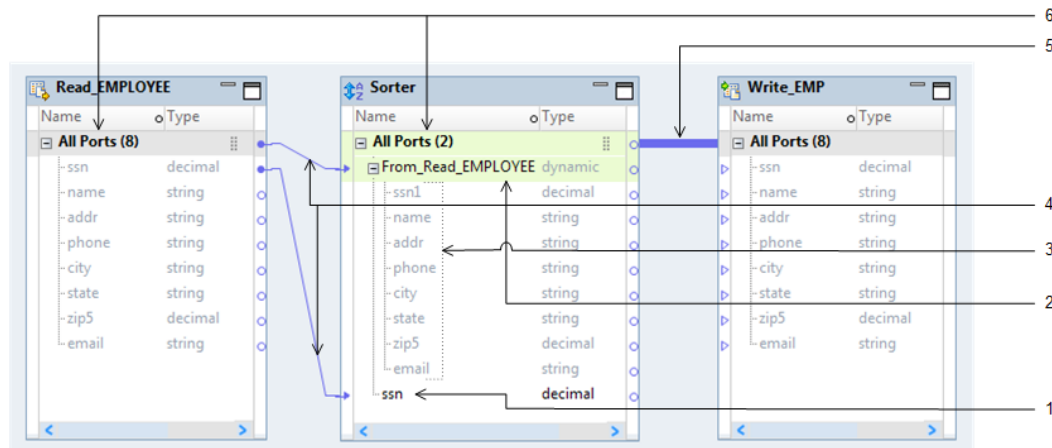 6
5
Read_EMPLOYEE
Name Type
All Ports (8)
ssn decimal
name string
addr string
phone string
city string
state string
zip5 decimal
email string
Sorter
Name Type
All Ports (2)
From_Read_EMPLOYEE dynamic
ssn1 decimal
name string
addr string
phone string
city string
state string
zip5 decimal
email string
ssn decimal
Write_EMP
Name Type
All Ports (8)
ssn decimal
name string
addr string
phone string
city string
state string
zip5 decimal
email string
4
3
2
1